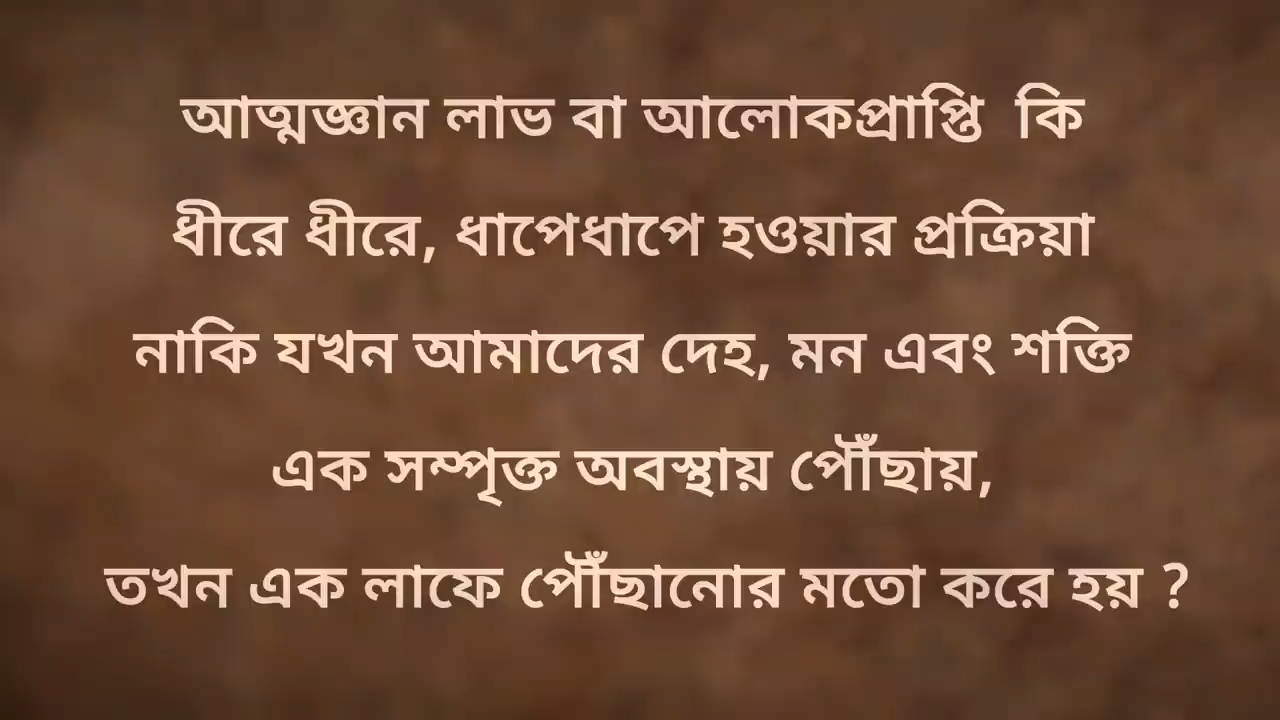 আত্মজ্ঞান লাভ বা আলোকপ্রাপ্তি কি
ধীরে ধীরে, ধাপেধাপে হওয়ার প্রক্রিয়া
নাকি যখন আমাদের দেহ, মন এবং শক্তি
এক সম্পৃক্ত অবস্থায় পৌঁছায়,
তখন এক লাফে পৌঁছানোর মতো করে হয় ?